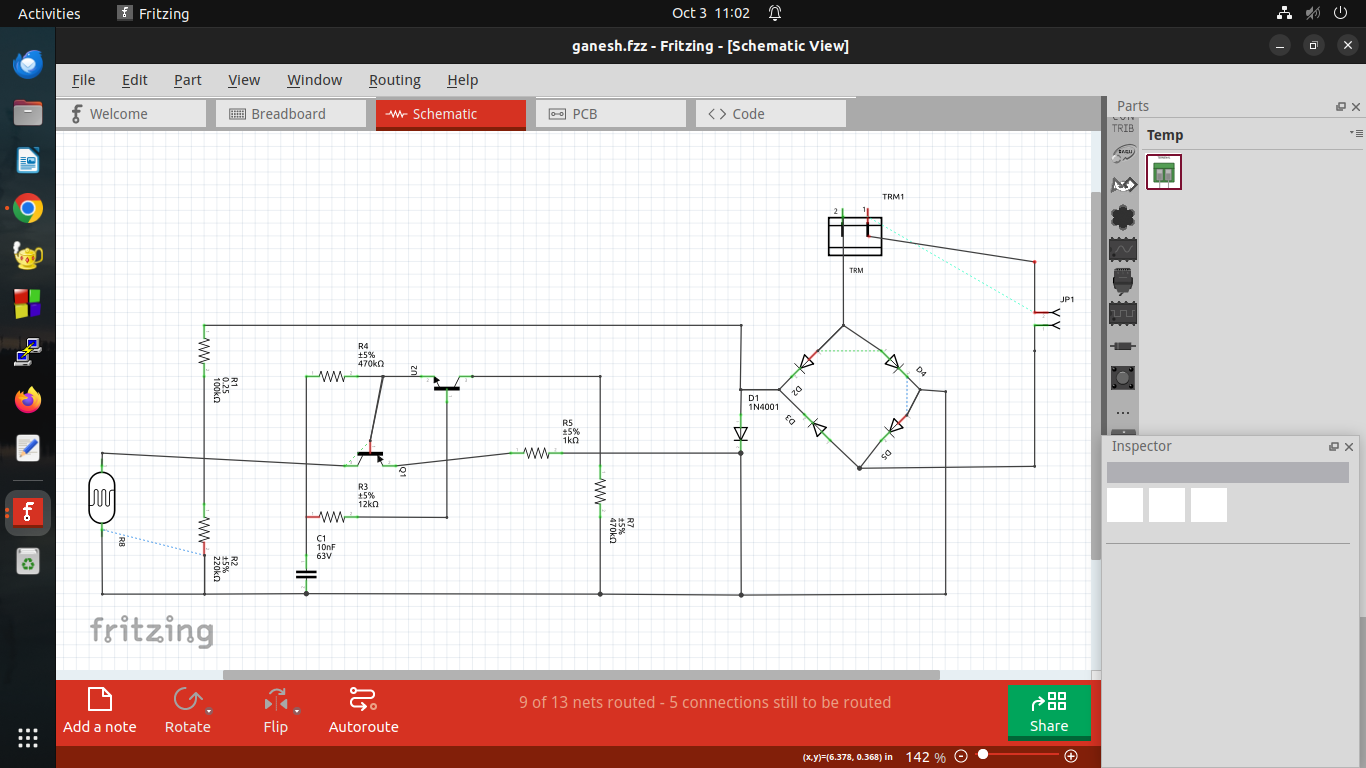 Activities Fritzing Oct 3 11:02
ganesh.fzz - Fritzing - [Schematic View]
File Edit Part View Window Routing Help
Welcome Breadboard Schematic PCB Code
Parts
CON
TRIB
Temp
TRM1
2 1
TRM
JP1
R4
±5%
470kΩ
U2
R1
0.25
100kΩ
D1
1N4001
D2
D4
D3
D5
R5
±5%
1kΩ
Q1
R3
±5%
12kΩ
R7
±5%
470kΩ
C1
10nF
63V
R8
R2
±5%
220kΩ
Inspector
fritzing
Add a note Rotate Flip Autoroute
9 of 13 nets routed - 5 connections still to be routed
Share
(x,y)=(6.378, 0.368) in 142 %